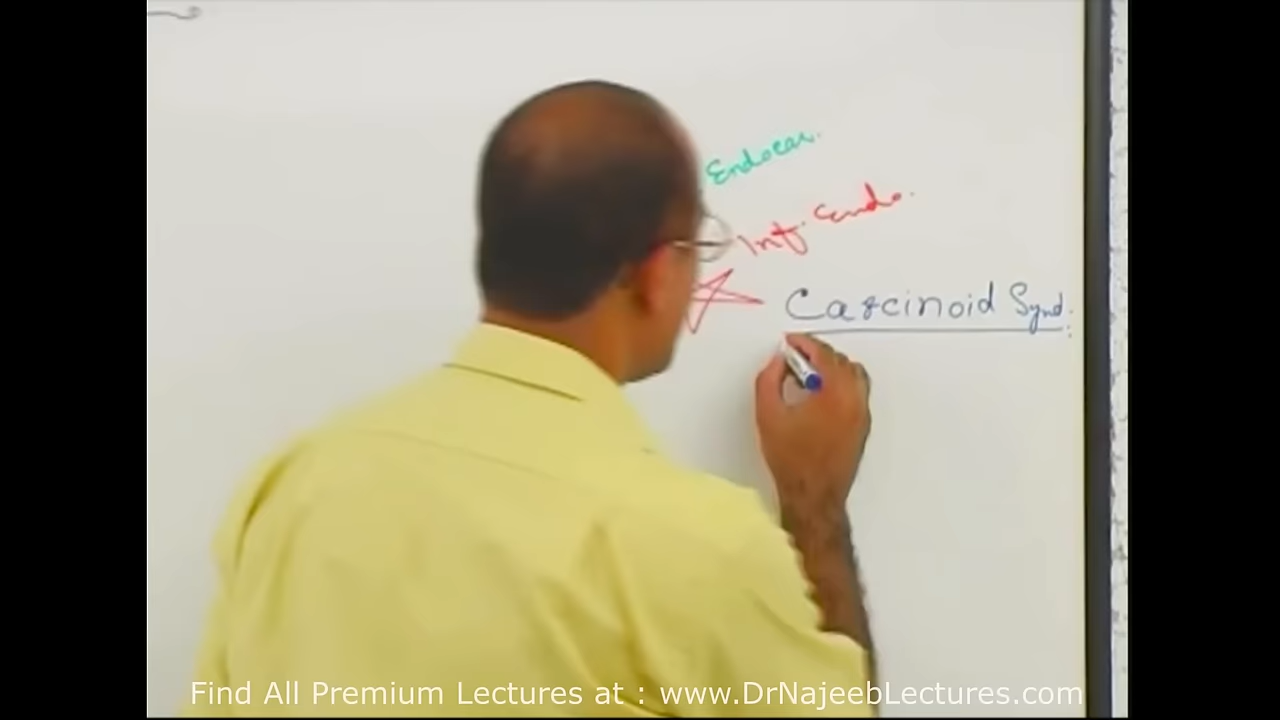 Endocar.
Inf. Endo.
Carcinoid Synd.
Find All Premium Lectures at : www.DrNajeebLectures.com